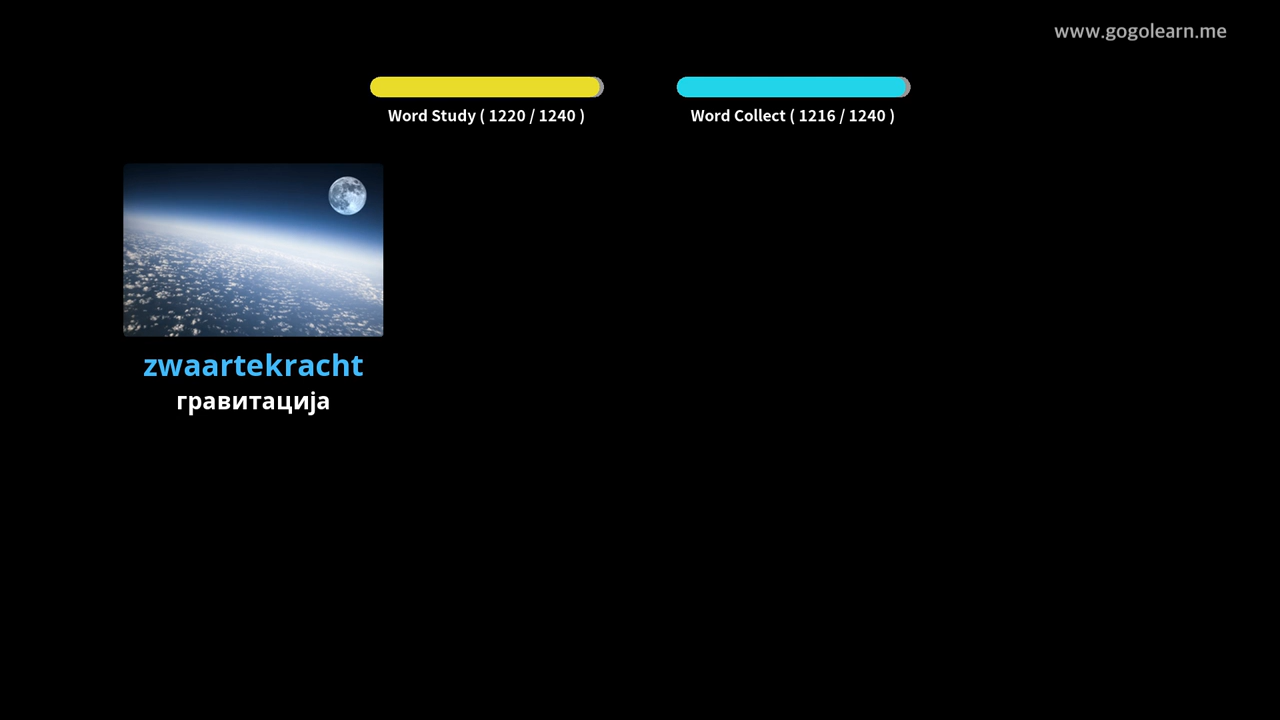 www.gogolearn.me
Word Study ( 1220 / 1240 )
Word Collect ( 1216 / 1240 )
zwaartekracht
гравитација